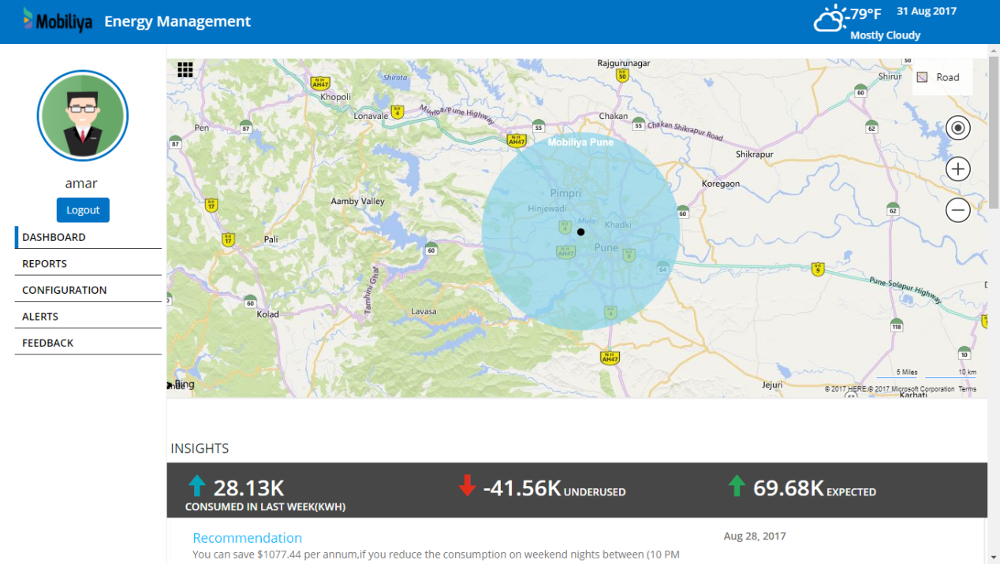 Mobiliya Energy Management
79°F 31 Aug 2017
Mostly Cloudy
amar
Logout
DASHBOARD
REPORTS
CONFIGURATION
ALERTS
FEEDBACK
Rajgurunagar
50
50
Shirur
Road
Shirota
NH AH47
60
Khopoli
NH 4
Mumbai/Pune Highway
Lonavale
Chakan
55
55
Chakan Shikrapur Road
Pen
87
62
87
NH AH47
Mobiliya Pune
Shikrapur
Koregaon
Pimpri
Aamby Valley
NH 17
Hinjewadi
60
62
Mula
Khadki
NH 4
NH 17
Pali
60
Pune
NH AH47
NH 9
64
NH 9
Tamhini Ghat
Pune-Solapur Highway
60
Kolad
Lavasa
NH 4
118
NH AH47
10
5 Miles 10 km
Bing
Jejuri
© 2017 HERE,© 2017 Microsoft Corporation Terms
Karhati
INSIGHTS
28.13K
CONSUMED IN LAST WEEK(KWH)
-41.56K UNDERUSED
69.68K EXPECTED
Recommendation
Aug 28, 2017
You can save $1077.44 per annum,if you reduce the consumption on weekend nights between (10 PM